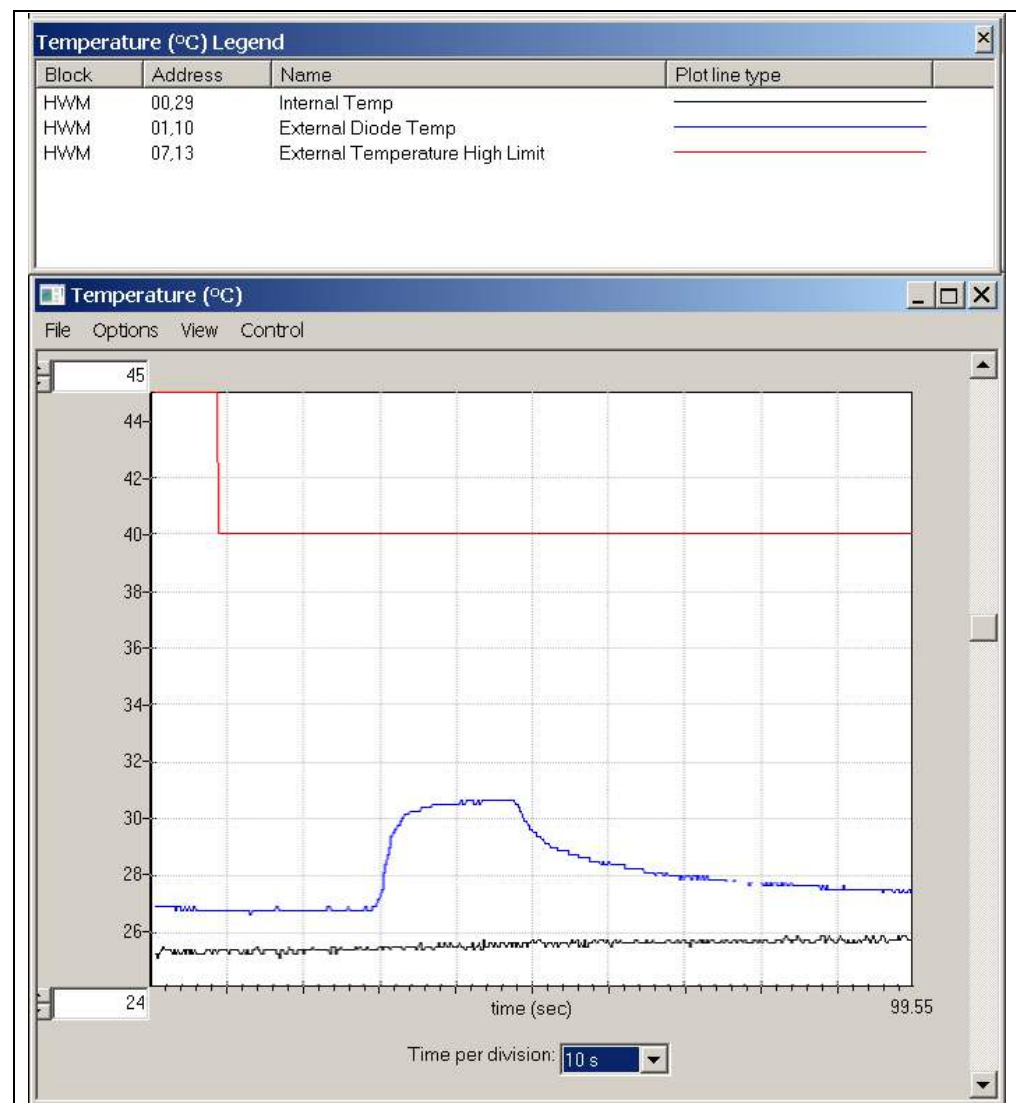 Temperature (ºC) Legend
Block Address Name Plot line type
HWM 00,29 Internal Temp
HWM 01,10 External Diode Temp
HWM 07,13 External Temperature High Limit
Temperature (ºC)
File Options View Control
45
44
42
40
38
36
34
32
30
28
26
24
time (sec) 99.55
Time per division: 10 s